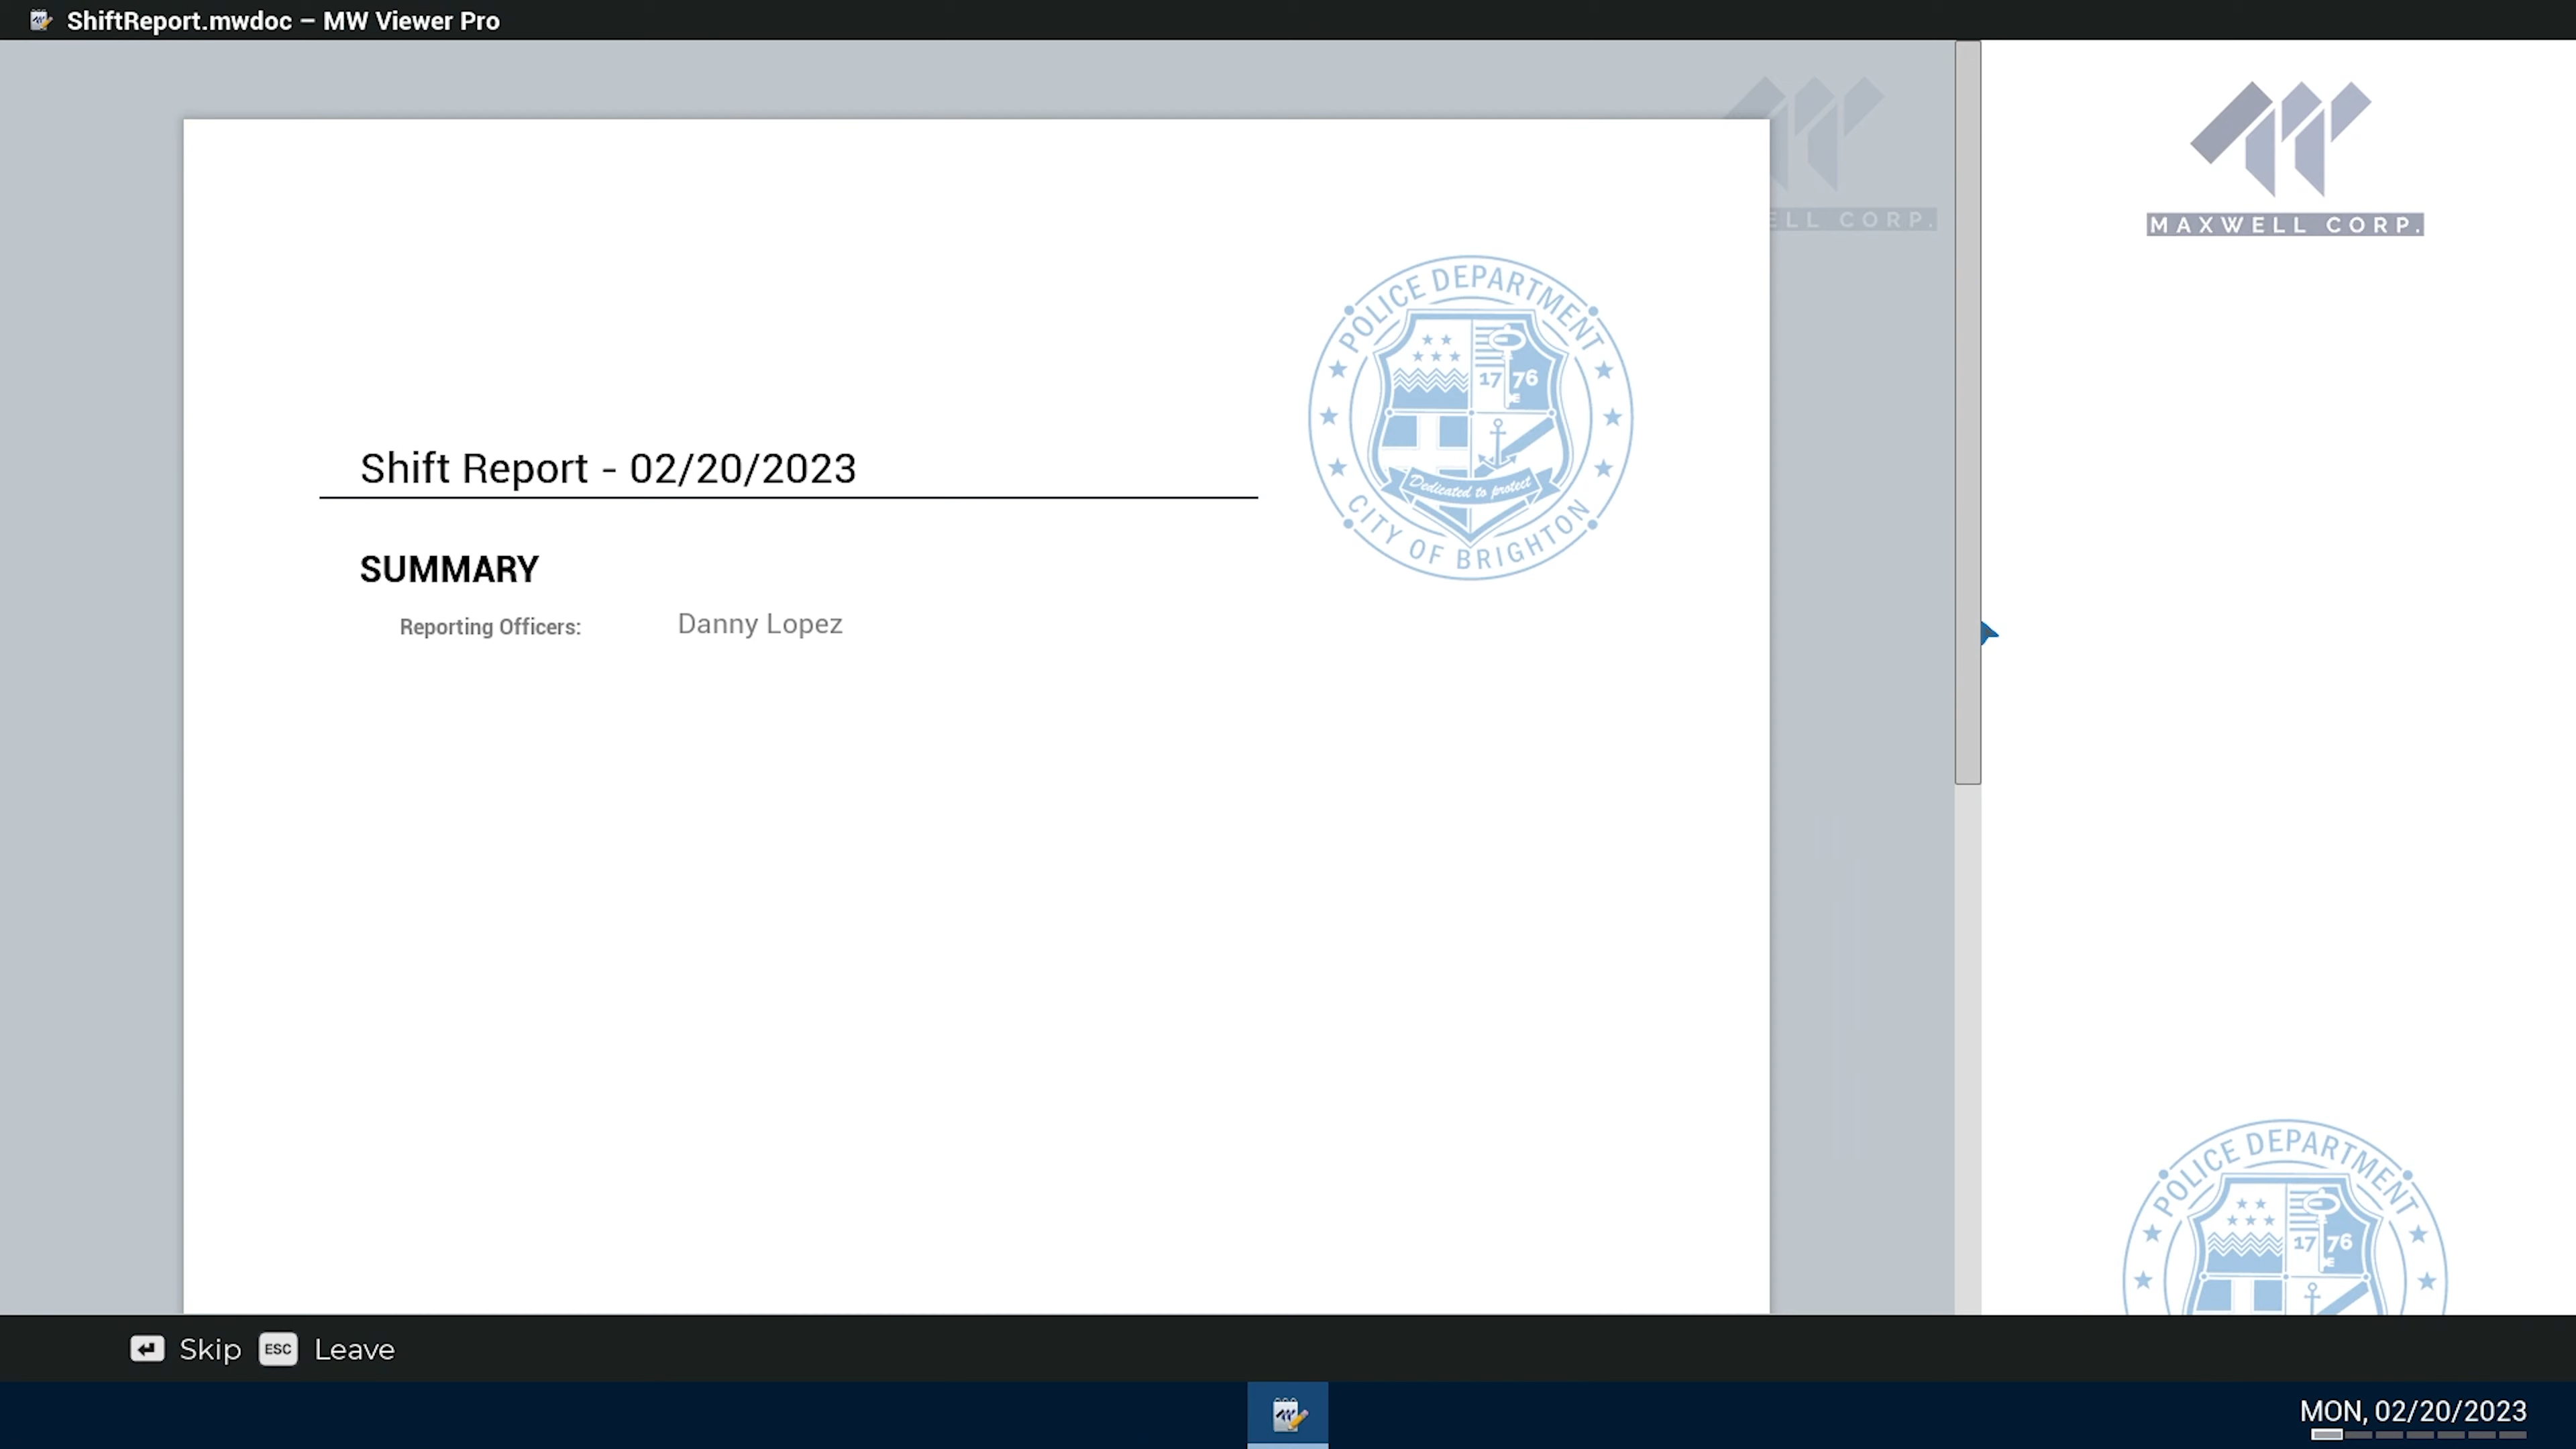 ShiftReport.mwdoc – MW Viewer Pro
ELL CORP.
MAXWELL CORP.
POLICE DEPARTMENT
17 76
Dedicated to protect
CITY OF BRIGHTON
Shift Report - 02/20/2023
SUMMARY
Reporting Officers: Danny Lopez
POLICE DEPARTMENT
17 76
ESC
Skip
Leave
MON, 02/20/2023